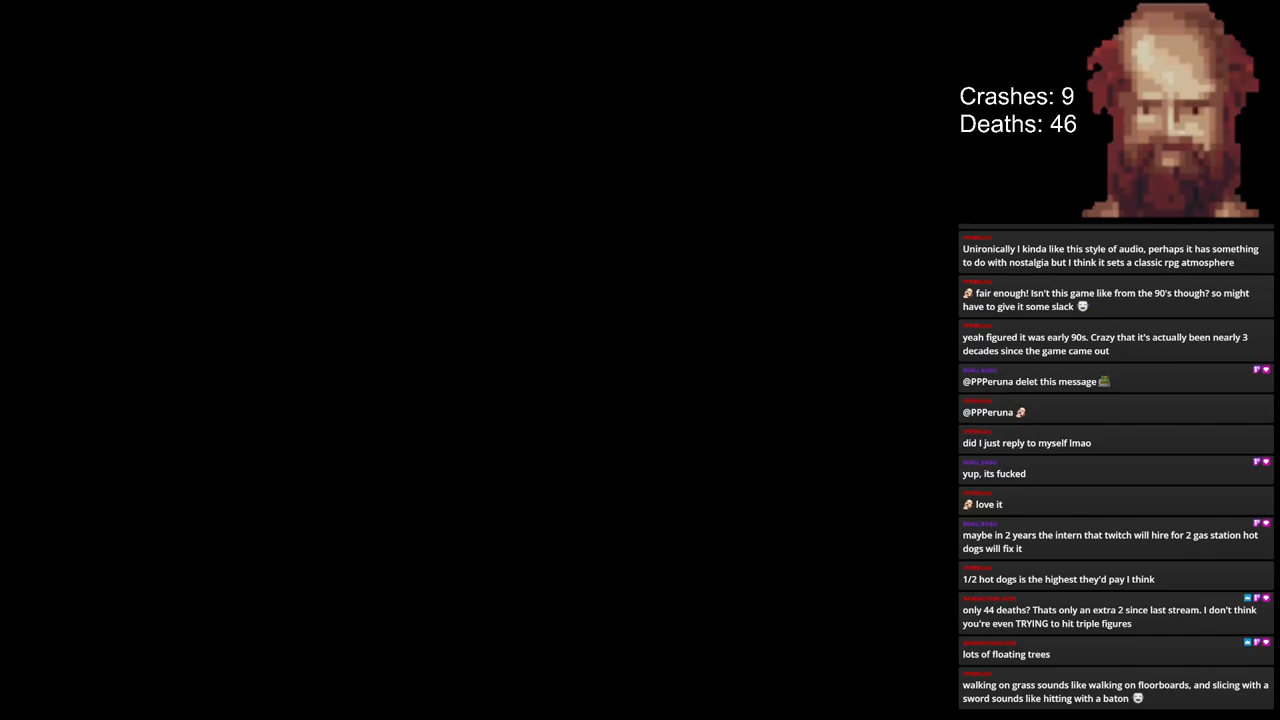 Crashes: 9
Deaths: 46
Unironically I kinda like this style of audio, perhaps it has something
to do with nostalgia but I think it sets a classic rpg atmosphere
fair enough! Isn't this game like from the 90's though? so might
have to give it some slack
yeah figured it was early 90s. Crazy that it's actually been nearly 3
decades since the game came out
@PPPeruna delet this message
@PPPeruna
did I just reply to myself lmao
yup, its fucked
love it
maybe in 2 years the intern that twitch will hire for 2 gas station hot
dogs will fix it
1/2 hot dogs is the highest they'd pay I think
only 44 deaths? Thats only an extra 2 since last stream. I don't think
you're even TRYING to hit triple figures
lots of floating trees
walking on grass sounds like walking on floorboards, and slicing with a
sword sounds like hitting with a baton